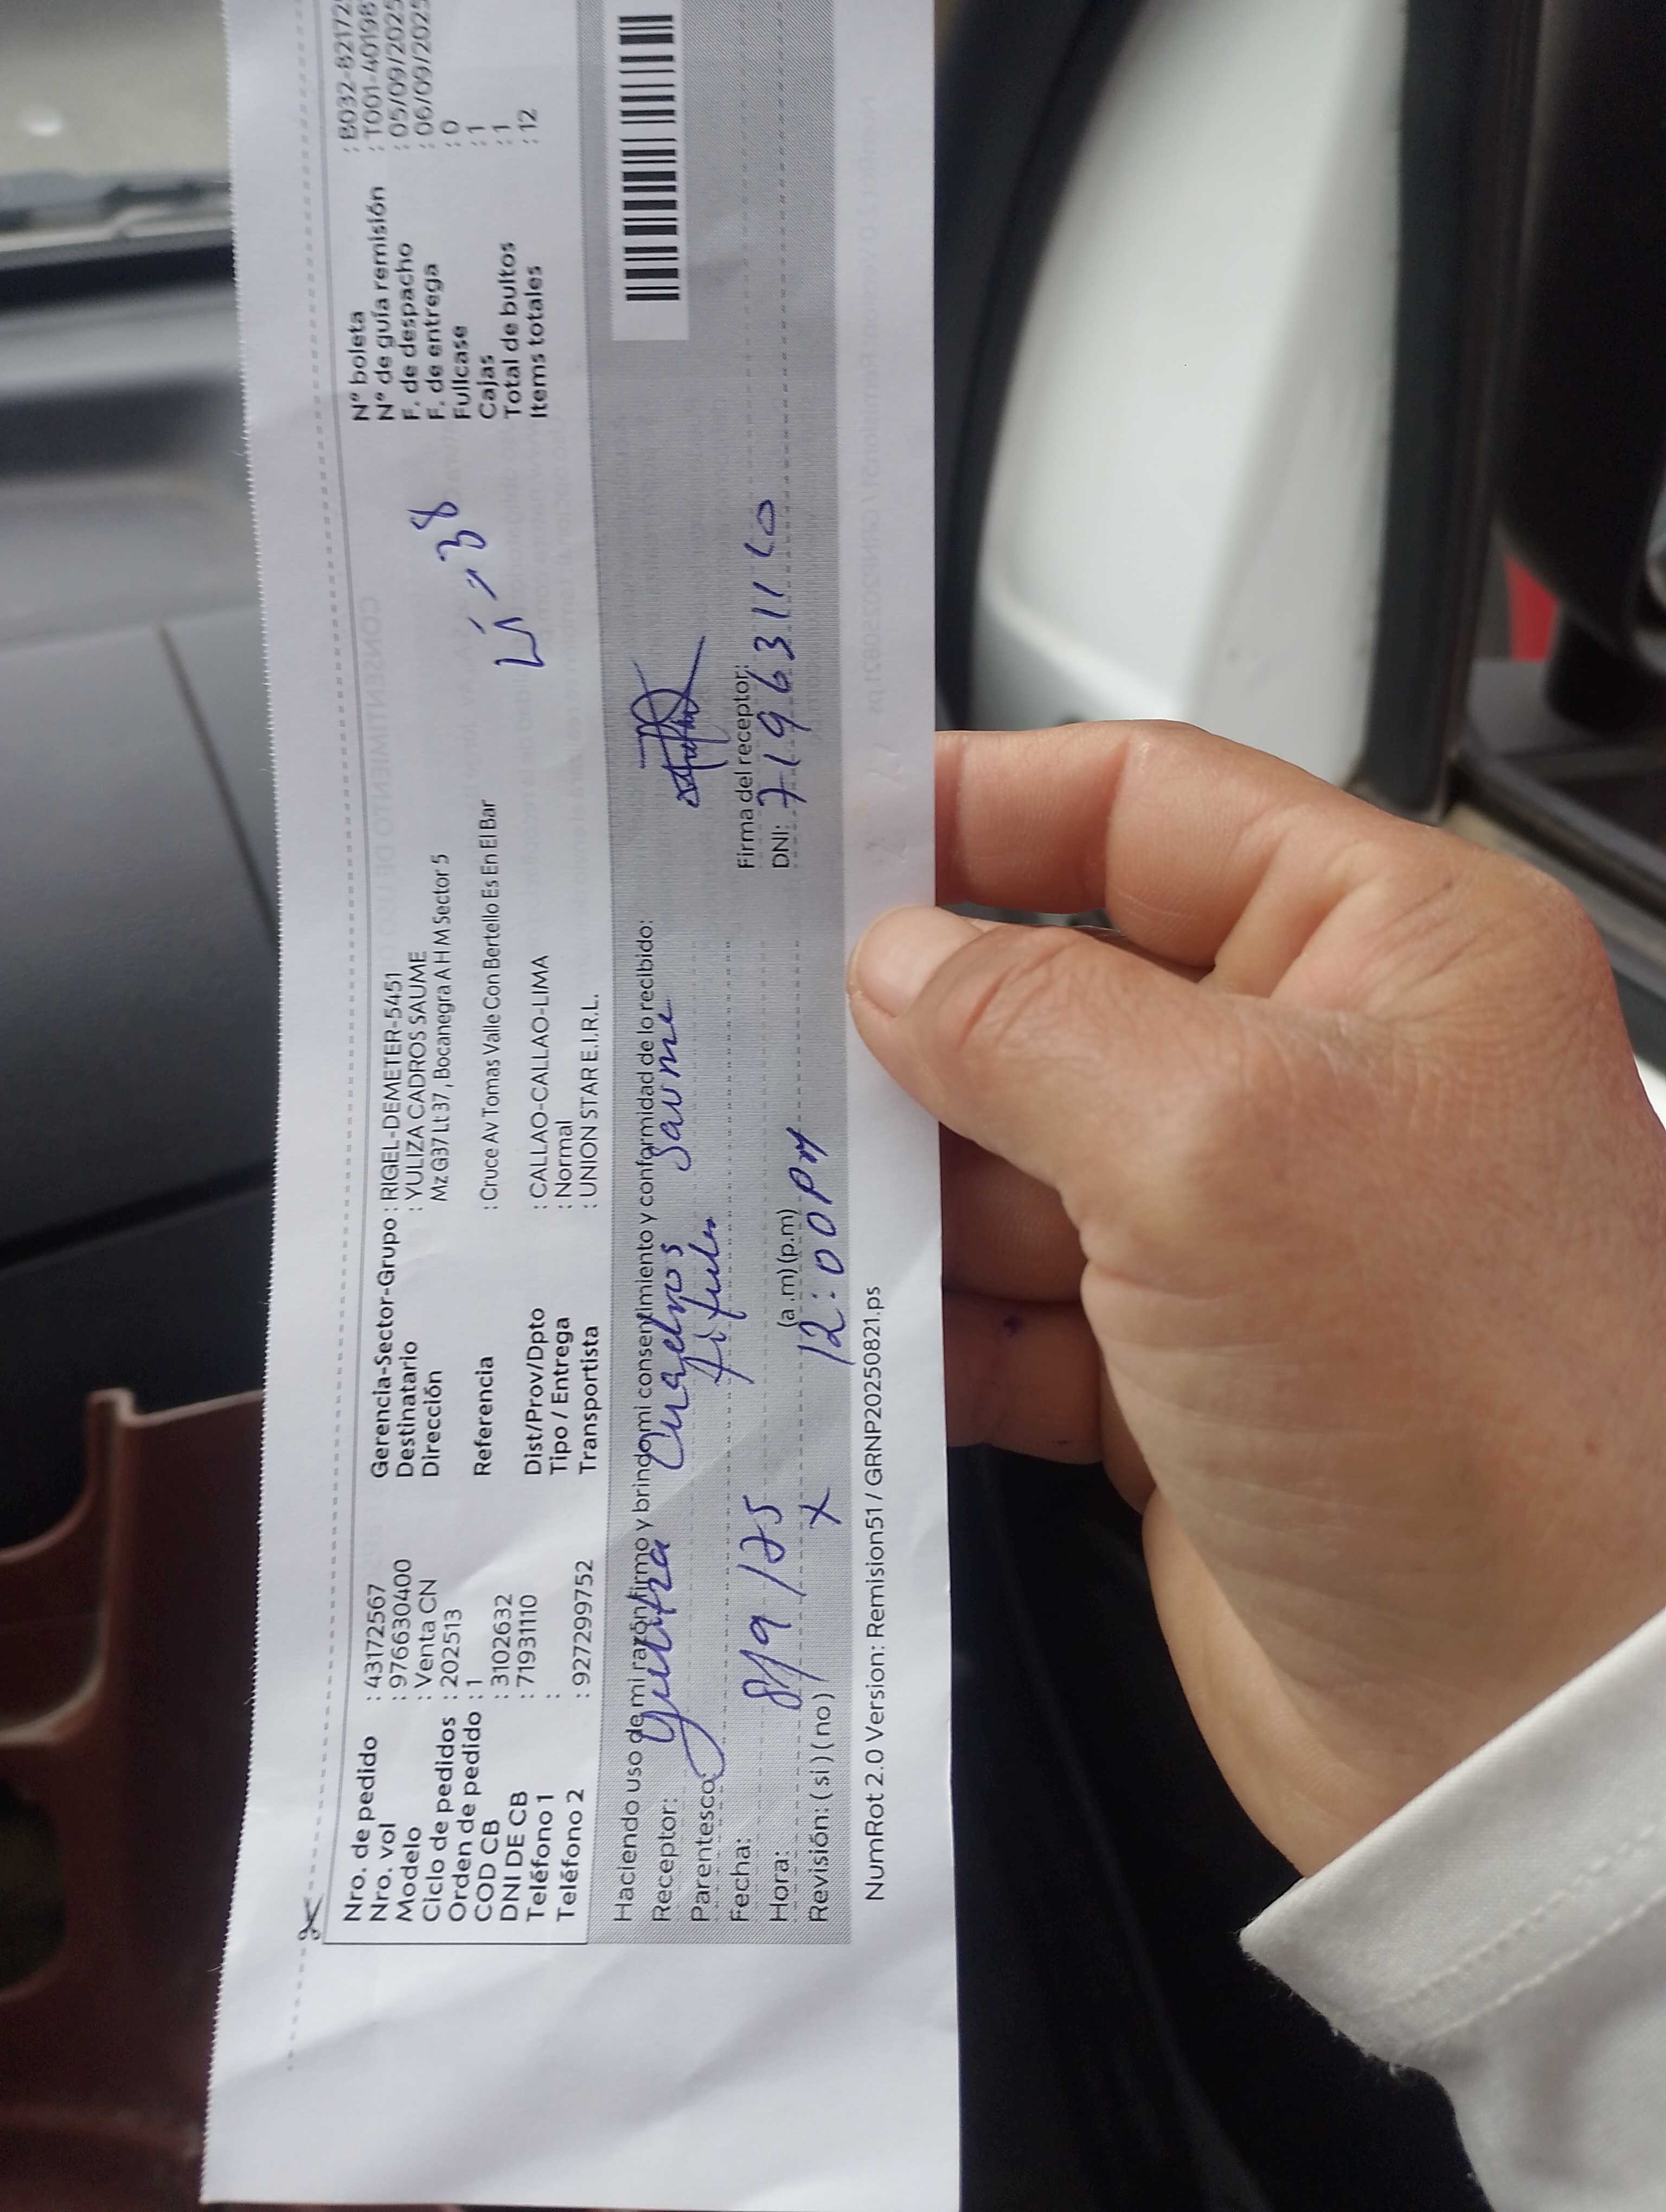 Nro. de pedido : 43172567
Nro. vol : 976630400
Modelo : Venta CN
Ciclo de pedidos : 202513
Orden de pedido : 1
COD CB : 3102632
DNI DE CB : 71931110
Teléfono 1 :
Teléfono 2 : 927299752
Gerencia-Sector-Grupo : RIGEL-DEMETER-5451
Destinatario : YULIZA CADROS SAUME
Dirección Mz G37 Lt 37 , Bocanegra A H M Sector 5
Referencia : Cruce Av Tomas Valle Con Bertello Es En El Bar
Dist/Prov/Dpto : CALLAO-CALLAO-LIMA
Tipo / Entrega : Normal
Transportista : UNION STAR E.I.R.L.
N° boleta : B032-82172
N° de guía remisión : T001-40198
F. de despacho : 05/09/2025
F. de entrega : 06/09/2025
Fullcase : 0
Cajas : 1
Total de bultos : 1
Items totales : 12
38
Haciendo uso de mi razón firmo y brindo mi consentimiento y conformidad de lo recibido:
Receptor: Cuadros Saume
Parentesco:
Fecha: 8/9/25
Hora: (a .m) (p.m) 12:00 PM
Revisión: ( si ) ( no ) X
Firma del receptor:
DNI: 71963110
NumRot 2.0 Version: Remision51 / GRNP20250821.ps